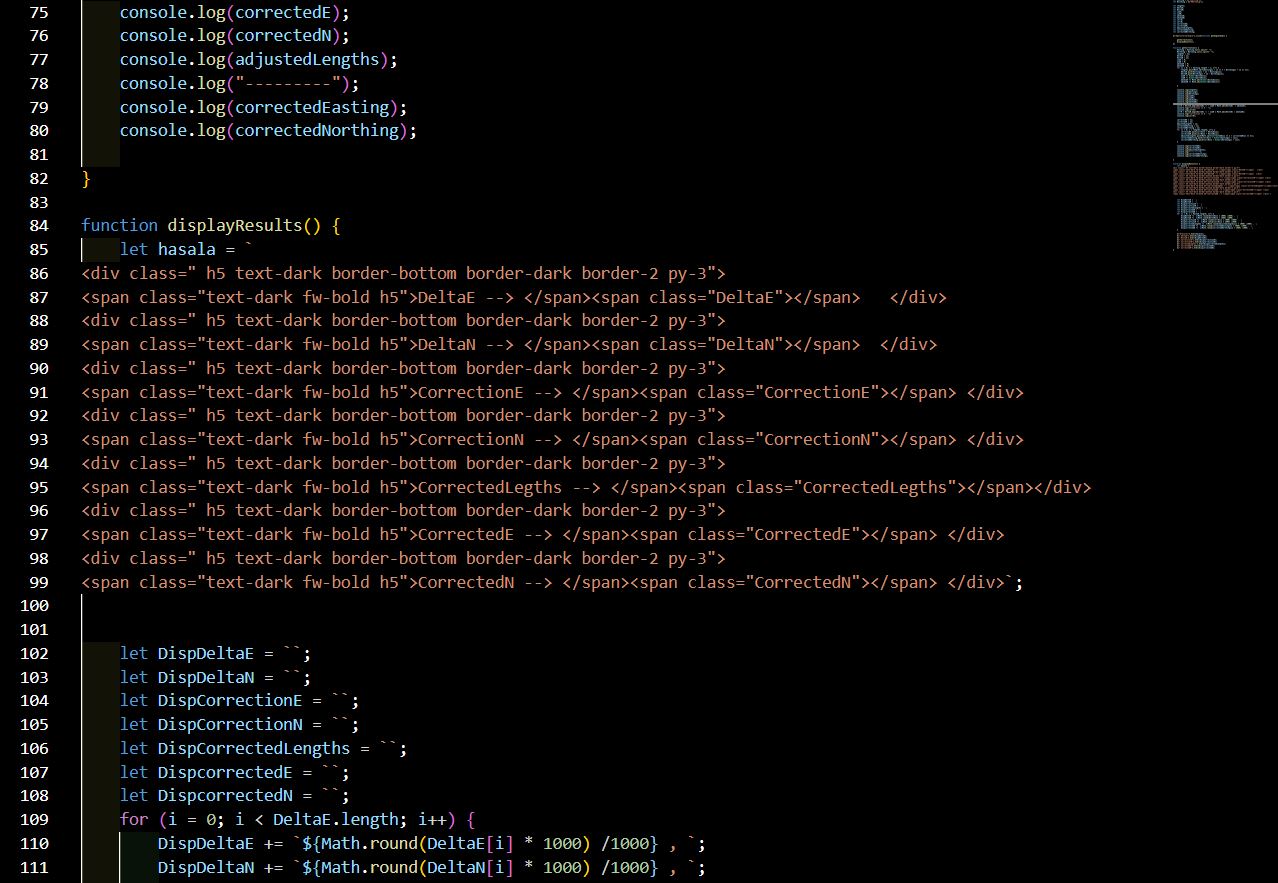 75 console.log(correctedE);
76 console.log(correctedN);
77 console.log(adjustedLengths);
78 console.log("---------");
79 console.log(correctedEasting);
80 console.log(correctedNorthing);
81
82 }
83
84 function displayResults() {
85 let hasala = `
86 <div class=" h5 text-dark border-bottom border-dark border-2 py-3">
87 <span class="text-dark fw-bold h5">DeltaE --> </span><span class="DeltaE"></span>   </div>
88 <div class=" h5 text-dark border-bottom border-dark border-2 py-3">
89 <span class="text-dark fw-bold h5">DeltaN --> </span><span class="DeltaN"></span>  </div>
90 <div class=" h5 text-dark border-bottom border-dark border-2 py-3">
91 <span class="text-dark fw-bold h5">CorrectionE --> </span><span class="CorrectionE"></span> </div>
92 <div class=" h5 text-dark border-bottom border-dark border-2 py-3">
93 <span class="text-dark fw-bold h5">CorrectionN --> </span><span class="CorrectionN"></span> </div>
94 <div class=" h5 text-dark border-bottom border-dark border-2 py-3">
95 <span class="text-dark fw-bold h5">CorrectedLegths --> </span><span class="CorrectedLegths"></span></div>
96 <div class=" h5 text-dark border-bottom border-dark border-2 py-3">
97 <span class="text-dark fw-bold h5">CorrectedE --> </span><span class="CorrectedE"></span> </div>
98 <div class=" h5 text-dark border-bottom border-dark border-2 py-3">
99 <span class="text-dark fw-bold h5">CorrectedN --> </span><span class="CorrectedN"></span> </div>`;
100
101
102 let DispDeltaE = ``;
103 let DispDeltaN = ``;
104 let DispCorrectionE = ``;
105 let DispCorrectionN = ``;
106 let DispCorrectedLengths = ``;
107 let DispcorrectedE = ``;
108 let DispcorrectedN = ``;
109 for (i = 0; i < DeltaE.length; i++) {
110 DispDeltaE += `${Math.round(DeltaE[i] * 1000) /1000} , `;
111 DispDeltaN += `${Math.round(DeltaN[i] * 1000) /1000} , `;